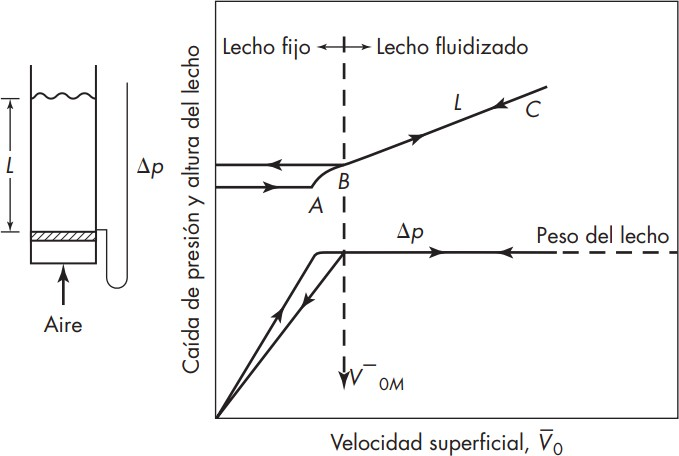 Lecho fijo
Lecho fluidizado
L
Δp
Aire
Caída de presión y altura del lecho
L
C
A
B
Δp
Peso del lecho
V̅₀M
Velocidad superficial, V̅₀